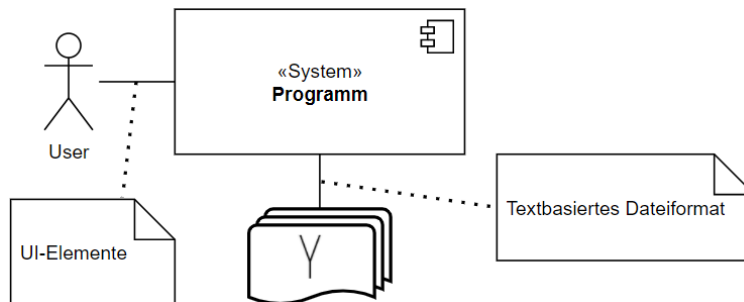 «System»
Programm
User
Textbasiertes Dateiformat
UI-Elemente